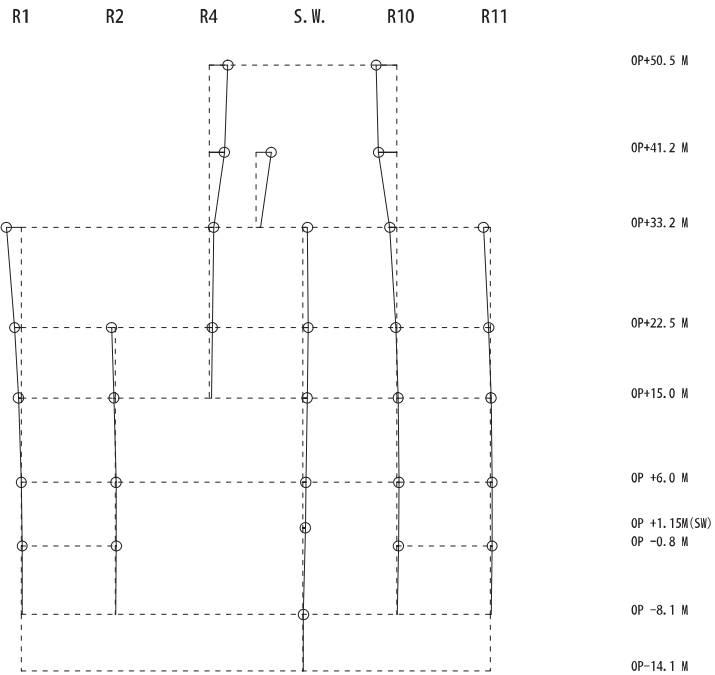 R1 R2 R4 S.W. R10 R11
OP+50.5 M
OP+41.2 M
OP+33.2 M
OP+22.5 M
OP+15.0 M
OP +6.0 M
OP +1.15M(SW)
OP -0.8 M
OP -8.1 M
OP-14.1 M